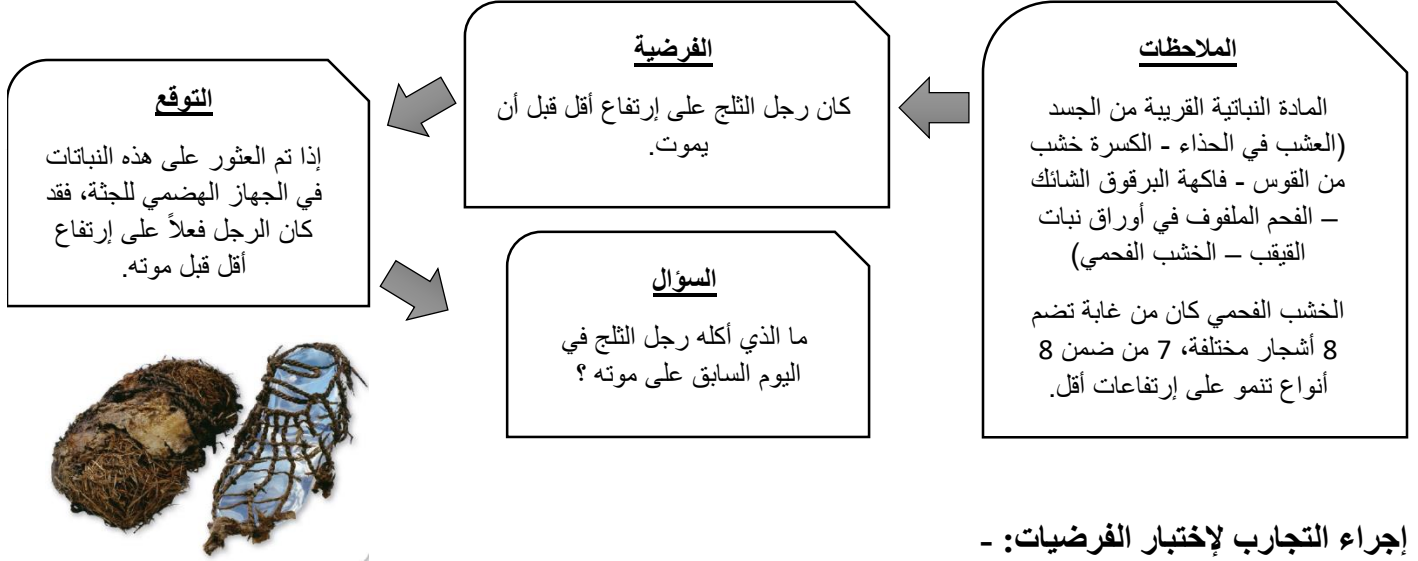 الملاحظات
المادة النباتية القريبة من الجسد
(العشب في الحذاء - الكسرة خشب
من القوس - فاكهة البرقوق الشائك
– الفحم الملفوف في أوراق نبات
القيقب – الخشب الفحمي)
الخشب الفحمي كان من غابة تضم
8 أشجار مختلفة، 7 من ضمن 8
أنواع تنمو على إرتفاعات أقل.
الفرضية
كان رجل الثلج على إرتفاع أقل قبل أن
يموت.
التوقع
إذا تم العثور على هذه النباتات
في الجهاز الهضمي للجثة، فقد
كان الرجل فعلاً على إرتفاع
أقل قبل موته.
السؤال
ما الذي أكله رجل الثلج في
اليوم السابق على موته ؟
إجراء التجارب لإختبار الفرضيات: -